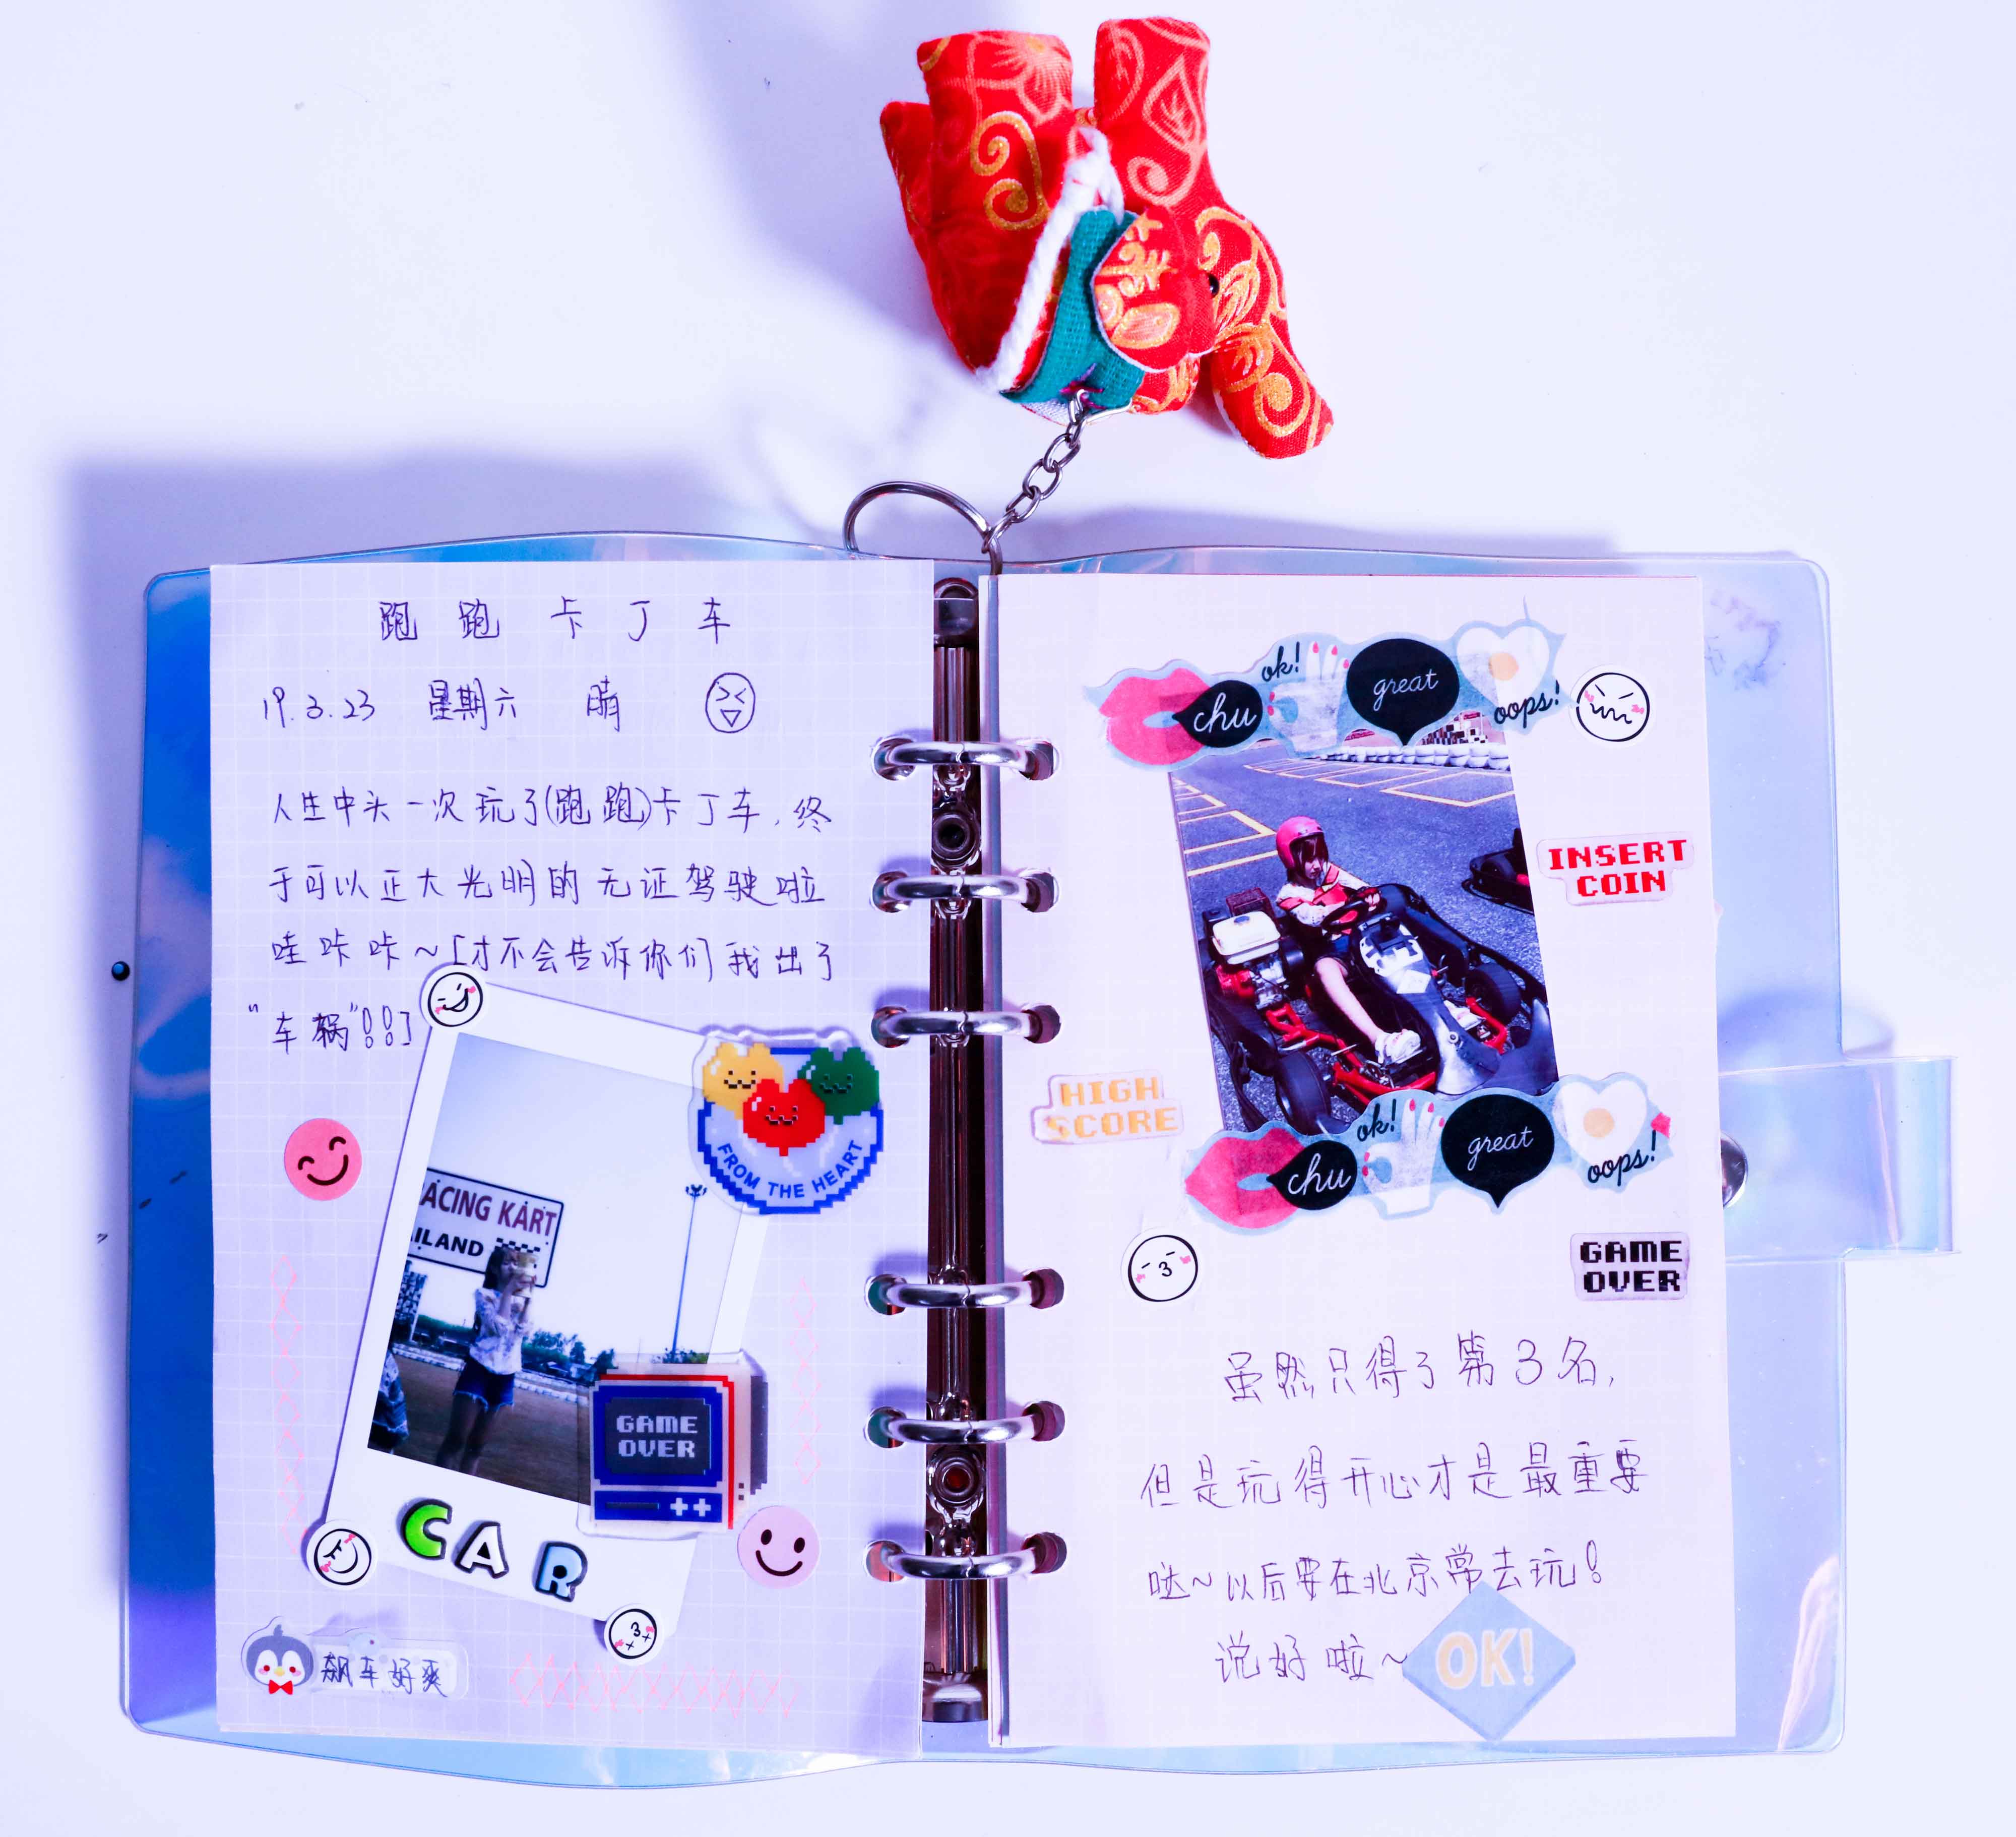 跑跑卡丁车
19.3.23 星期六 晴
人生中头一次玩了(跑跑)卡丁车,终
于可以正大光明的无证驾驶啦
哇咔咔~[才不会告诉你们我出了
"车祸"!!!]
FROM THE HEART
ACING KART
ILAND
GAME
OVER
CAR
飙车好爽
chu ok! great oops!
INSERT
COIN
HIGH
SCORE
chu ok! great oops!
GAME
OVER
虽然只得了第3名,
但是玩得开心才是最重要
哒~以后要在北京常去玩!
说好啦~
OK!